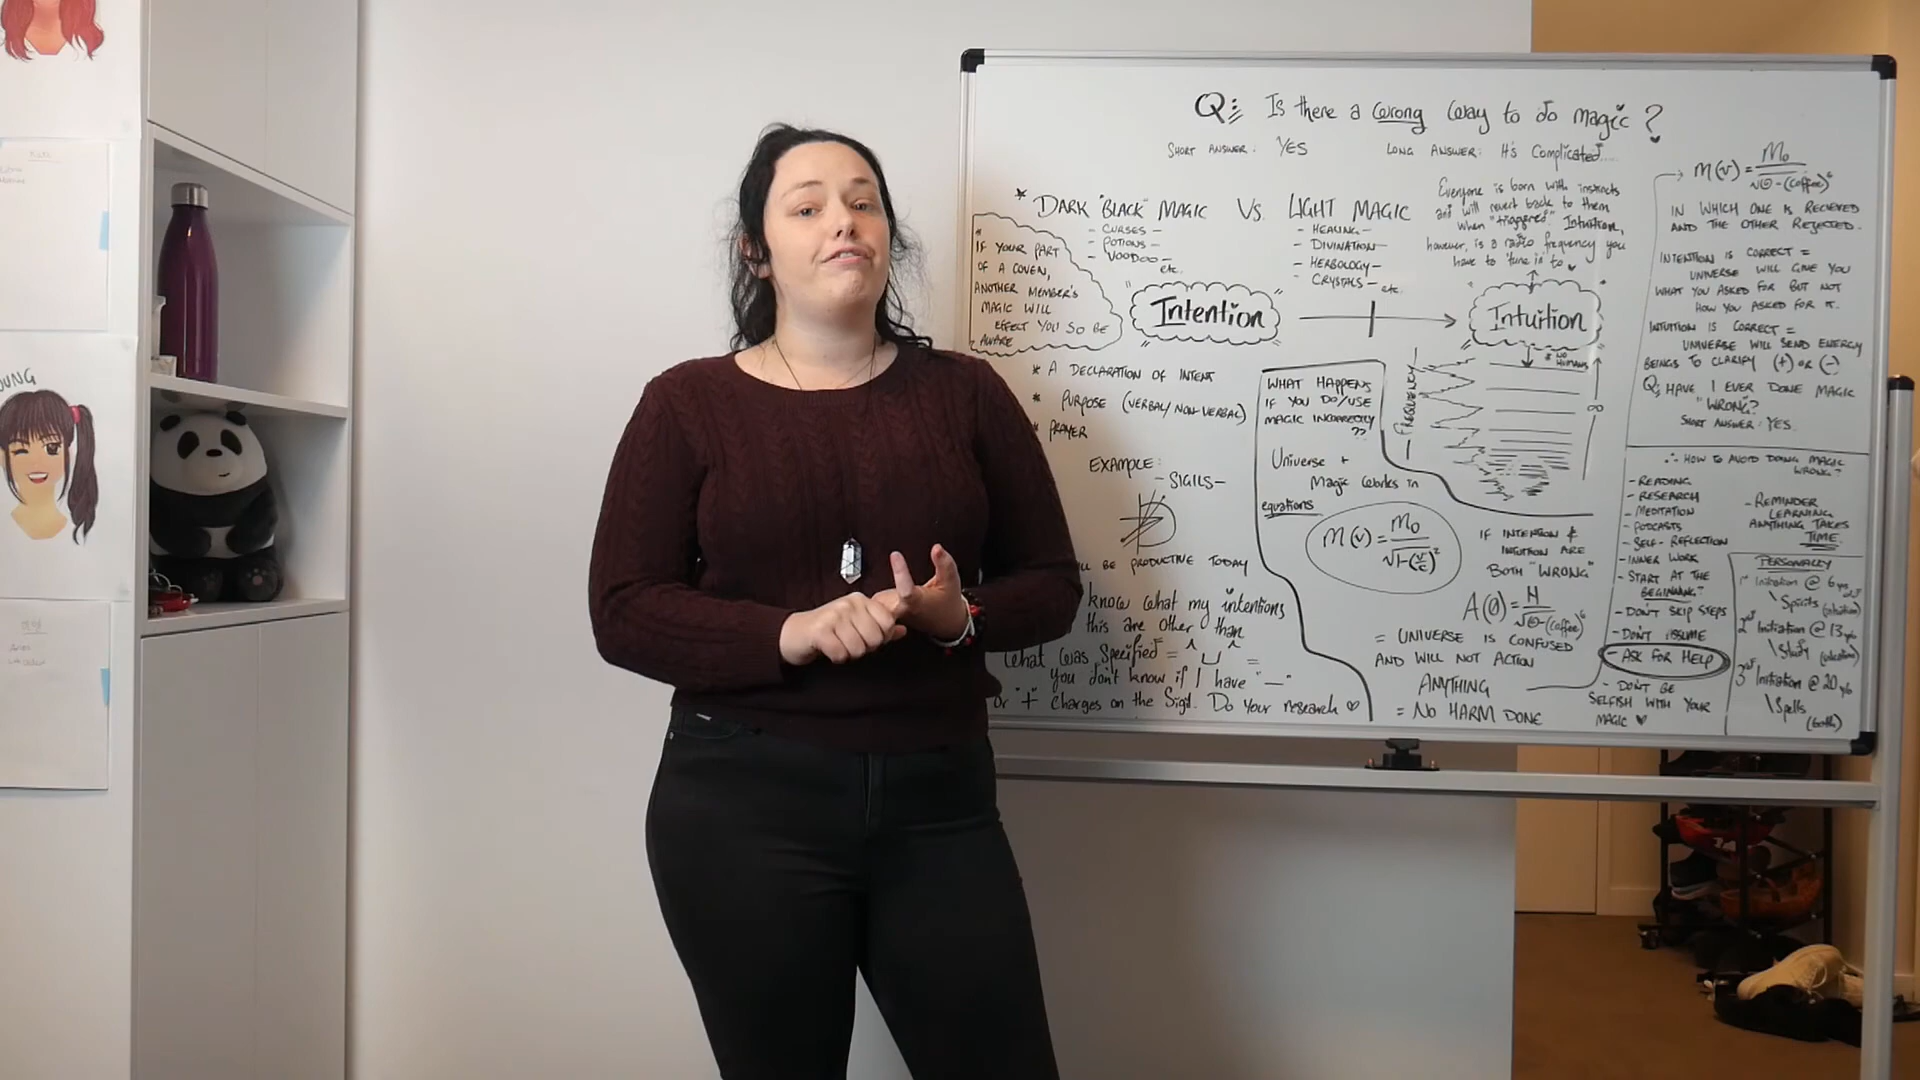 Q: Is there a wrong way to do magic?
SHORT ANSWER: YES
LONG ANSWER: It's Complicated....
* DARK "BLACK" MAGIC Vs. LIGHT MAGIC
- CURSES -
- POTIONS -
- VOODOO - etc.
- HEALING -
- DIVINATION -
- HERBOLOGY -
- CRYSTALS - etc.
Everyone is born with instincts
and will revert back to them
when "triggered" Intuition,
however, is a radio frequency you
have to 'tune in' to
IF YOUR PART
OF A COVEN,
ANOTHER MEMBER'S
MAGIC WILL
EFFECT YOU SO BE
AWARE
Intention
Intuition
* A DECLARATION OF INTENT
* PURPOSE (VERBAL/NON-VERBAL)
* PRAYER
EXAMPLE:
- SIGILS -
BE PRODUCTIVE TODAY
know what my intentions
this are other than
what was specified =
you don't know if I have "—"
or "+" charges on the Sigil. Do your research ♡
WHAT HAPPENS
IF YOU DO/USE
MAGIC INCORRECTLY
??
Universe +
Magic works in
equations
M(v) = M₀ / √1-(v/c)²
FREQUENCY
* NO
HUMANS
∞
IF INTENTION &
INTUITION ARE
BOTH "WRONG"
= UNIVERSE IS CONFUSED
AND WILL NOT ACTION
ANYTHING
= NO HARM DONE
IN WHICH ONE IS RECIEVED
AND THE OTHER REJECTED.
INTENTION IS CORRECT =
UNIVERSE WILL GIVE YOU
WHAT YOU ASKED FOR BUT NOT
HOW YOU ASKED FOR IT.
INTUITION IS CORRECT =
UNIVERSE WILL SEND ENERGY
BEINGS TO CLARIFY (+) OR (-)
Q: HAVE I EVER DONE MAGIC
"WRONG?"
SHORT ANSWER: YES
∴ HOW TO AVOID DOING MAGIC
WRONG?
- READING
- RESEARCH
- MEDITATION
- PODCASTS
- SELF-REFLECTION
- INNER WORK
- START AT THE
BEGINNING
- DON'T SKIP STEPS
- DON'T ASSUME
- ASK FOR HELP
- DON'T BE
SELFISH WITH YOUR
MAGIC ♥
- REMINDER
LEARNING
ANYTHING TAKES
TIME.
PERSONALLY
1st Initiation @ 6
\ Spirits
Initiation @ 13
\ Study
3 Initiation @ 20
\ Spells
(both)
UNG